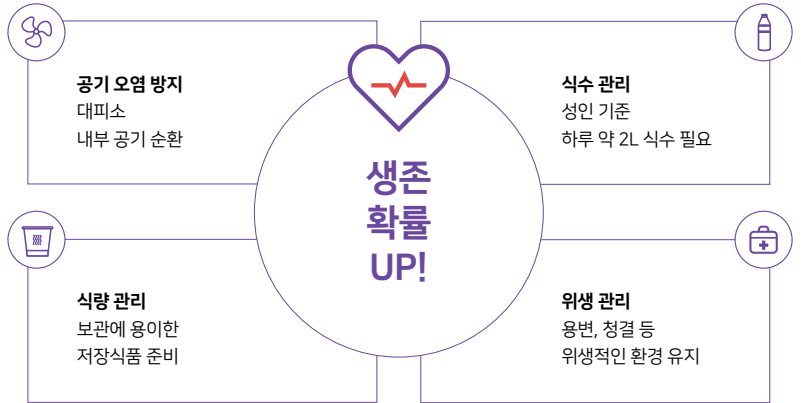 공기 오염 방지
대피소
내부 공기 순환
식수 관리
성인 기준
하루 약 2L 식수 필요
생존
확률
UP!
식량 관리
보관에 용이한
저장식품 준비
위생 관리
용변, 청결 등
위생적인 환경 유지